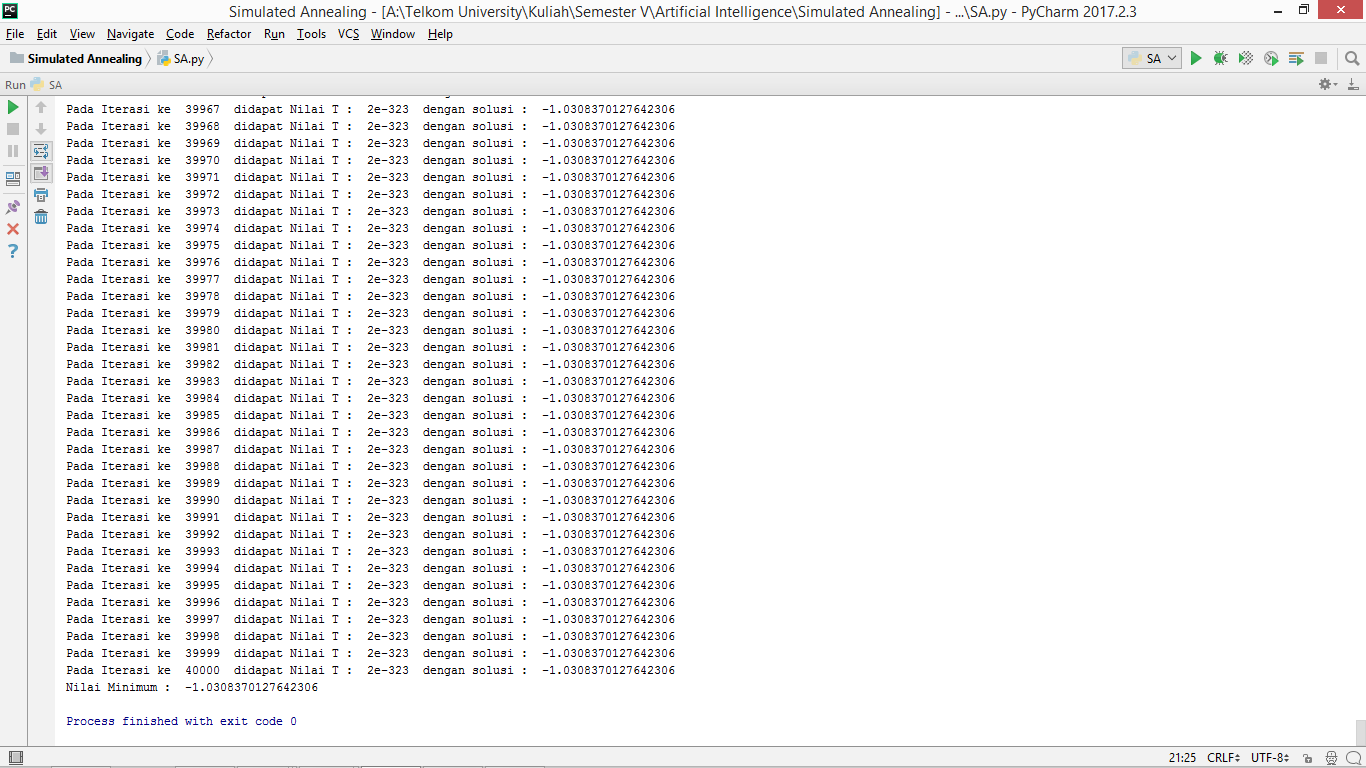 PC
Simulated Annealing - [A:\Telkom University\Kuliah\Semester V\Artificial Intelligence\Simulated Annealing] - ...\SA.py - PyCharm 2017.2.3
File Edit View Navigate Code Refactor Run Tools VCS Window Help
Simulated Annealing SA.py SA
Run SA
Pada Iterasi ke 39967 didapat Nilai T : 2e-323 dengan solusi : -1.0308370127642306
Pada Iterasi ke 39968 didapat Nilai T : 2e-323 dengan solusi : -1.0308370127642306
Pada Iterasi ke 39969 didapat Nilai T : 2e-323 dengan solusi : -1.0308370127642306
Pada Iterasi ke 39970 didapat Nilai T : 2e-323 dengan solusi : -1.0308370127642306
Pada Iterasi ke 39971 didapat Nilai T : 2e-323 dengan solusi : -1.0308370127642306
Pada Iterasi ke 39972 didapat Nilai T : 2e-323 dengan solusi : -1.0308370127642306
Pada Iterasi ke 39973 didapat Nilai T : 2e-323 dengan solusi : -1.0308370127642306
Pada Iterasi ke 39974 didapat Nilai T : 2e-323 dengan solusi : -1.0308370127642306
Pada Iterasi ke 39975 didapat Nilai T : 2e-323 dengan solusi : -1.0308370127642306
Pada Iterasi ke 39976 didapat Nilai T : 2e-323 dengan solusi : -1.0308370127642306
Pada Iterasi ke 39977 didapat Nilai T : 2e-323 dengan solusi : -1.0308370127642306
Pada Iterasi ke 39978 didapat Nilai T : 2e-323 dengan solusi : -1.0308370127642306
Pada Iterasi ke 39979 didapat Nilai T : 2e-323 dengan solusi : -1.0308370127642306
Pada Iterasi ke 39980 didapat Nilai T : 2e-323 dengan solusi : -1.0308370127642306
Pada Iterasi ke 39981 didapat Nilai T : 2e-323 dengan solusi : -1.0308370127642306
Pada Iterasi ke 39982 didapat Nilai T : 2e-323 dengan solusi : -1.0308370127642306
Pada Iterasi ke 39983 didapat Nilai T : 2e-323 dengan solusi : -1.0308370127642306
Pada Iterasi ke 39984 didapat Nilai T : 2e-323 dengan solusi : -1.0308370127642306
Pada Iterasi ke 39985 didapat Nilai T : 2e-323 dengan solusi : -1.0308370127642306
Pada Iterasi ke 39986 didapat Nilai T : 2e-323 dengan solusi : -1.0308370127642306
Pada Iterasi ke 39987 didapat Nilai T : 2e-323 dengan solusi : -1.0308370127642306
Pada Iterasi ke 39988 didapat Nilai T : 2e-323 dengan solusi : -1.0308370127642306
Pada Iterasi ke 39989 didapat Nilai T : 2e-323 dengan solusi : -1.0308370127642306
Pada Iterasi ke 39990 didapat Nilai T : 2e-323 dengan solusi : -1.0308370127642306
Pada Iterasi ke 39991 didapat Nilai T : 2e-323 dengan solusi : -1.0308370127642306
Pada Iterasi ke 39992 didapat Nilai T : 2e-323 dengan solusi : -1.0308370127642306
Pada Iterasi ke 39993 didapat Nilai T : 2e-323 dengan solusi : -1.0308370127642306
Pada Iterasi ke 39994 didapat Nilai T : 2e-323 dengan solusi : -1.0308370127642306
Pada Iterasi ke 39995 didapat Nilai T : 2e-323 dengan solusi : -1.0308370127642306
Pada Iterasi ke 39996 didapat Nilai T : 2e-323 dengan solusi : -1.0308370127642306
Pada Iterasi ke 39997 didapat Nilai T : 2e-323 dengan solusi : -1.0308370127642306
Pada Iterasi ke 39998 didapat Nilai T : 2e-323 dengan solusi : -1.0308370127642306
Pada Iterasi ke 39999 didapat Nilai T : 2e-323 dengan solusi : -1.0308370127642306
Pada Iterasi ke 40000 didapat Nilai T : 2e-323 dengan solusi : -1.0308370127642306
Nilai Minimum : -1.0308370127642306
Process finished with exit code 0
21:25 CRLF UTF-8